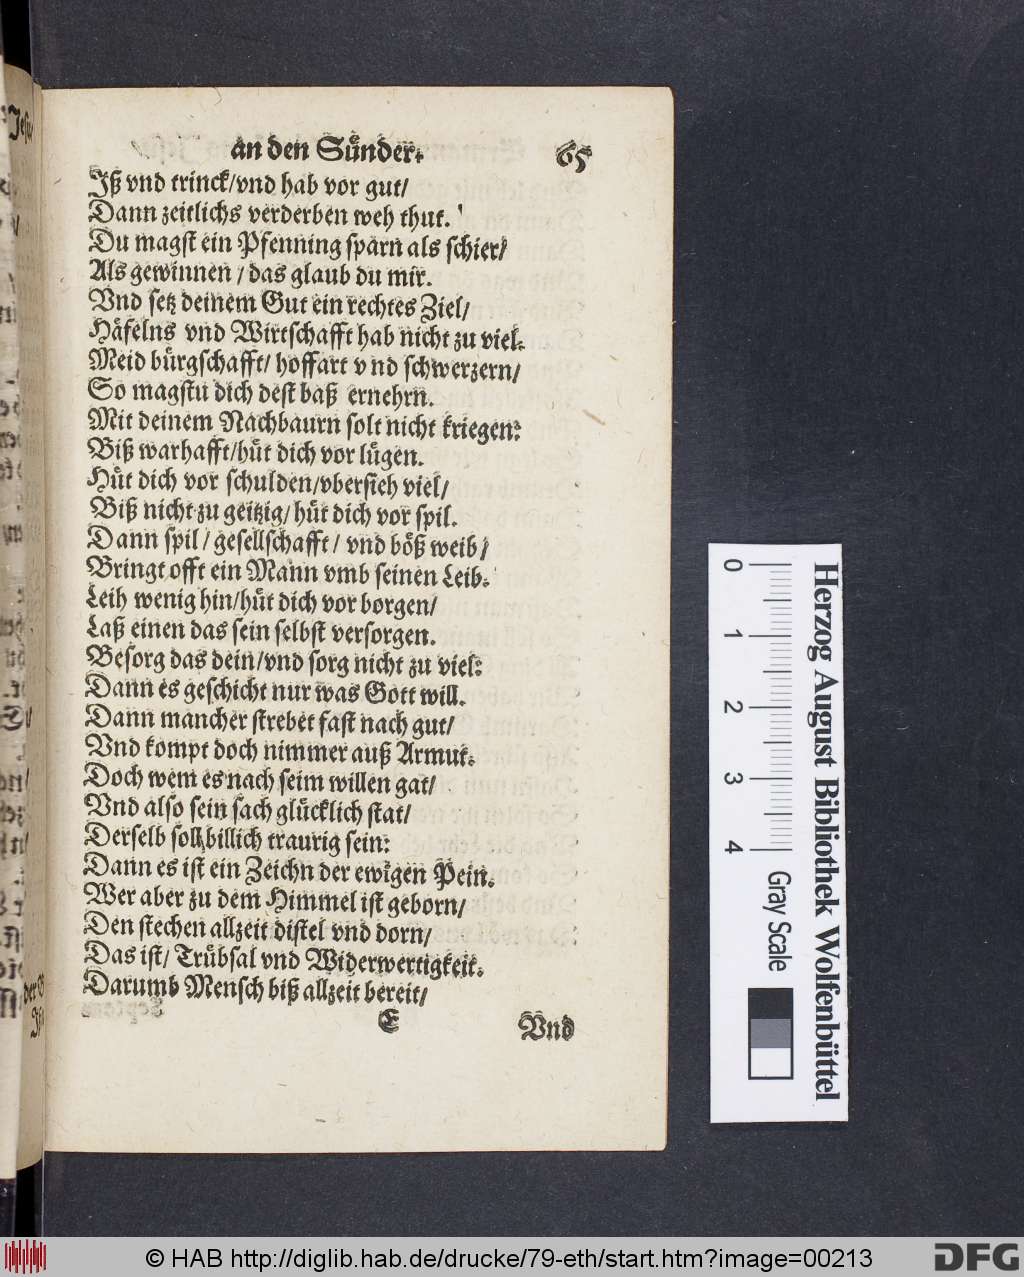 an den Sünder. 65
Iß vnd trinck/vnd hab vor gut/
Dann zeitlichs verderben weh thut.
Du magst ein Pfenning sparn als schier/
Als gewinnen / das glaub du mir.
Vnd setz deinem Gut ein rechtes Ziel/
Häfelns vnd Wirtschafft hab nicht zu viel.
Meid bürgschafft/ hoffart vnd schwerzern/
So magstu dich dest baß ernehrn.
Mit deinem Nachbaurn solt nicht kriegen:
Biß warhafft/hüt dich vor lügen.
Hüt dich vor schulden/vbersieh viel/
Biß nicht zu geitzig/ hüt dich vor spil.
Dann spil / gesellschafft / vnd böß weib/
Bringt offt ein Mann vmb seinen Leib.
Leih wenig hin/hüt dich vor borgen/
Laß einen das sein selbst versorgen.
Besorg das dein/vnd sorg nicht zu viel:
Dann es geschicht nur was Gott will.
Dann mancher strebet fast nach gut/
Vnd kompt doch nimmer auß Armut.
Doch wem es nach seim willen gat/
Vnd also sein sach glücklich stat/
Derselb soll billich traurig sein:
Dann es ist ein Zeichn der ewigen Pein.
Wer aber zu dem Himmel ist geborn/
Den stechen allzeit distel vnd dorn/
Das ist/ Trübsal vnd Widerwertigkeit.
Darumb Mensch biß allzeit bereit/
E Vnd
0 1 2 3 4 Gray Scale
Herzog August Bibliothek Wolfenbüttel
© HAB http://diglib.hab.de/drucke/79-eth/start.htm?image=00213
DFG